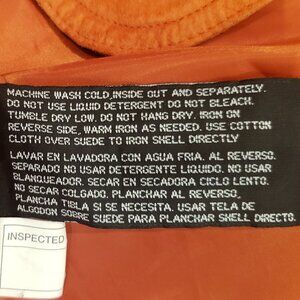 MACHINE WASH COLD,INSIDE OUT AND SEPARATELY.
DO NOT USE LIQUID DETERGENT DO NOT BLEACH.
TUMBLE DRY LOW. DO NOT HANG DRY. IRON ON
REVERSE SIDE, WARM IRON AS NEEDED. USE COTTON
CLOTH OVER SUEDE TO IRON SHELL DIRECTLY
LAVAR EN LAVADORA CON AGUA FRIA. AL REVERSO.
SEPARADO NO USAR DETERGENTE LIQUIDO. NO USAR
BLANQUEADOR. SECAR EN SECADORA CICLO LENTO.
NO SECAR COLGADO. PLANCHAR AL REVERSO.
PLANCHA TIBLA SI SE NECESITA. USAR TELA DE
ALGODON SOBRE SUEDE PARA PLANCHAR SHELL DIRECTO.
INSPECTED